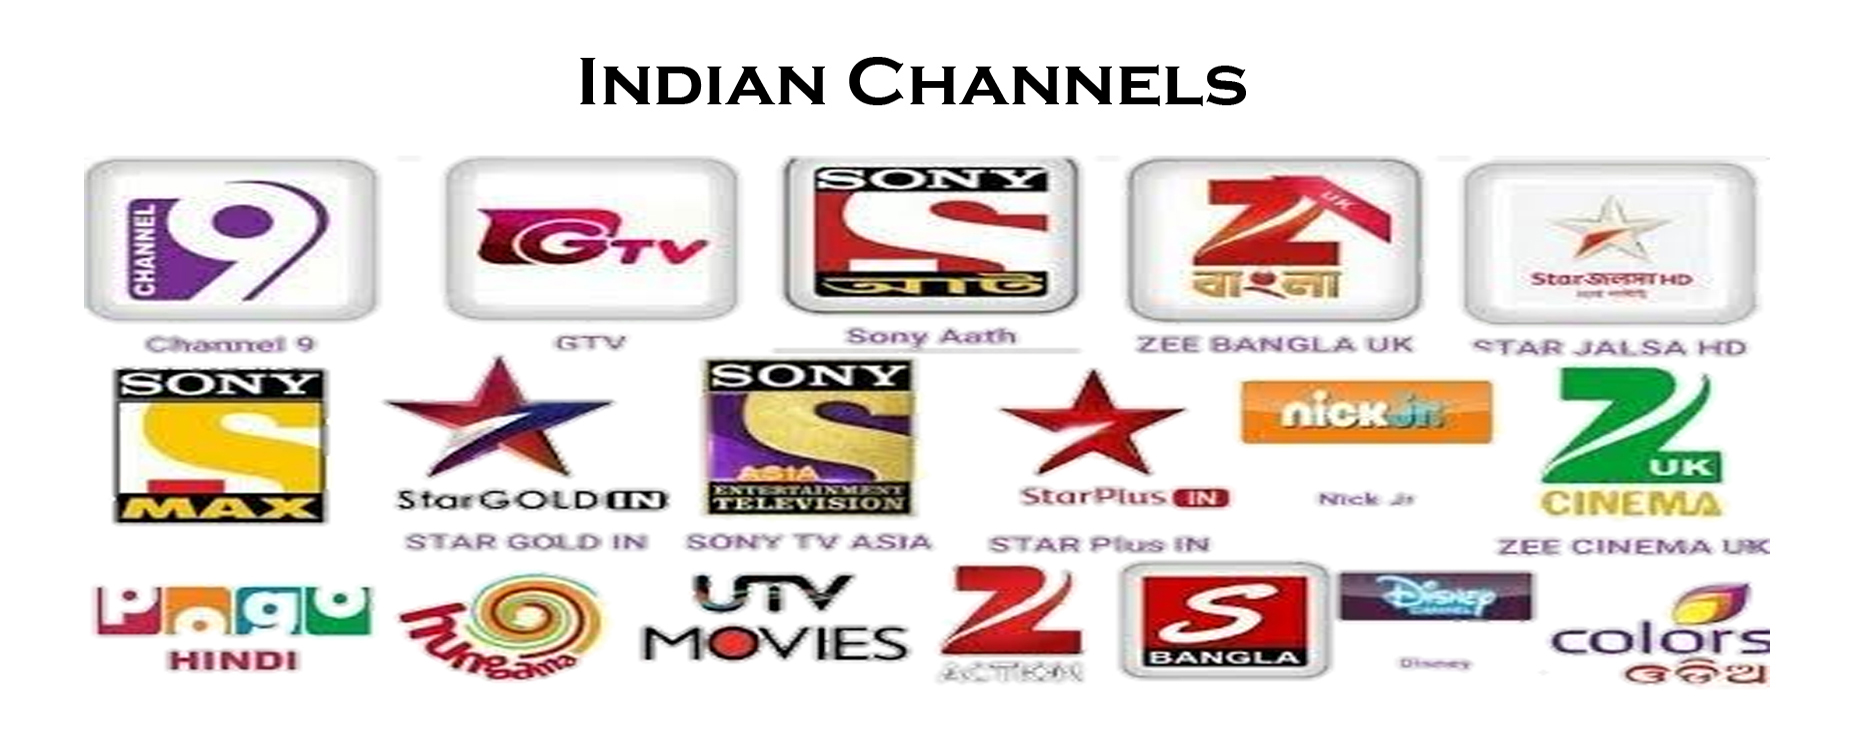 INDIAN CHANNELS
CHANNEL 9
GTV
SONY
আট
UK
বাংলা
Star জলসা HD
Channel 9
GTV
Sony Aath
ZEE BANGLA UK
STAR JALSA HD
SONY
MAX
StarGOLD IN
SONY
ASIA
ENTERTAINMENT
TELEVISION
StarPlus IN
nick jr.
UK
CINEMA
Nick Jr
STAR GOLD IN
SONY TV ASIA
STAR Plus IN
ZEE CINEMA UK
Pogo
HINDI
hungama
UTV
MOVIES
ACTION
S
BANGLA
Disney
CHANNEL
Disney
colors
ଓଡିଆ